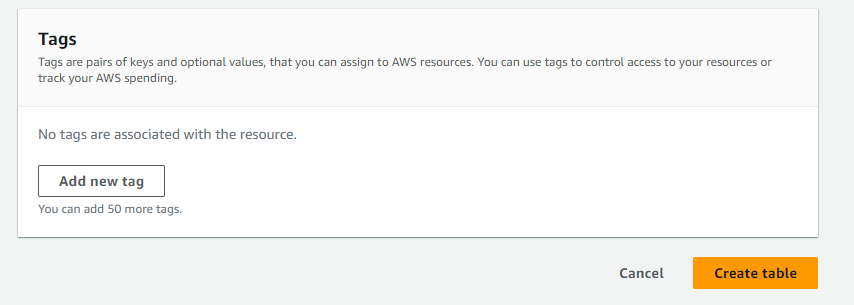 Tags
Tags are pairs of keys and optional values, that you can assign to AWS resources. You can use tags to control access to your resources or
track your AWS spending.
No tags are associated with the resource.
Add new tag
You can add 50 more tags.
Cancel
Create table